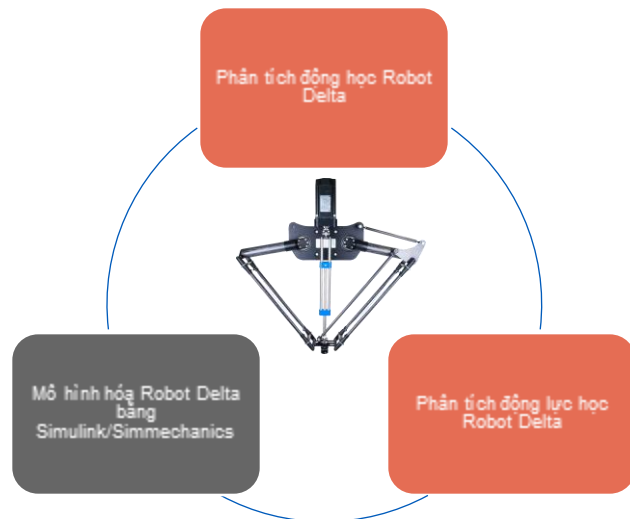 Phân tích động học Robot
Delta
Mô hình hóa Robot Delta
bằng
Simulink/Simmechanics
Phân tích động lực học
Robot Delta